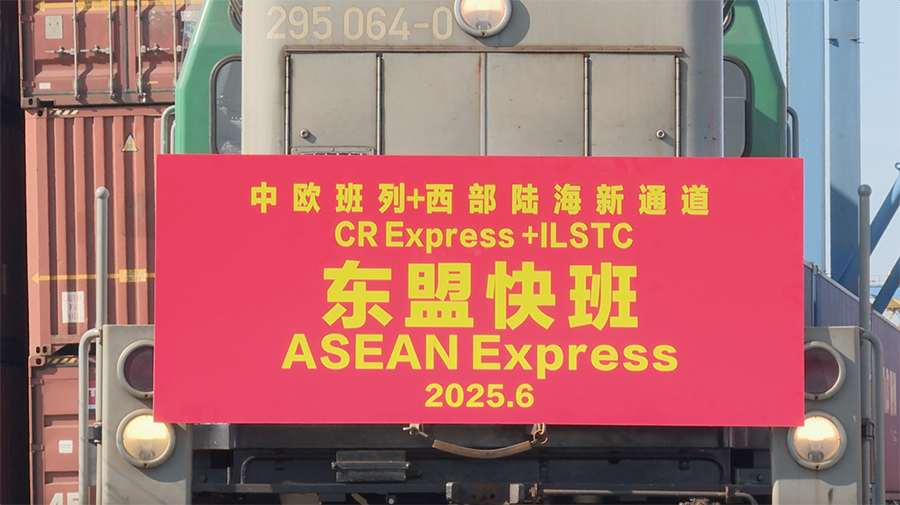 295 064-0
中欧班列+西部陆海新通道
CR Express +ILSTC
东盟快班
ASEAN Express
2025.6